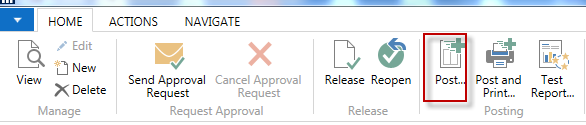 HOME ACTIONS NAVIGATE
View
Edit
New
Delete
Manage
Send Approval
Request
Cancel Approval
Request
Request Approval
Release
Reopen
Release
Post...
Post and
Print...
Test
Report...
Posting